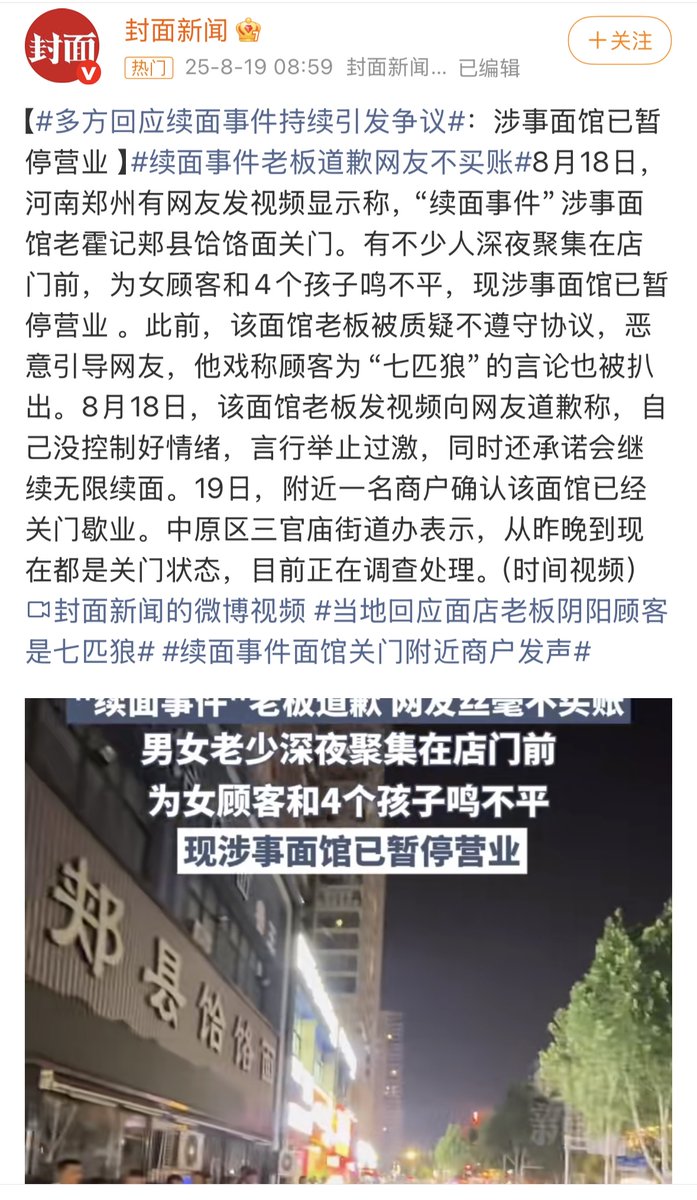 封面
封面新闻
+关注
热门 25-8-19 08:59 封面新闻... 已编辑
【#多方回应续面事件持续引发争议#：涉事面馆已暂
停营业 】#续面事件老板道歉网友不买账#8月18日，
河南郑州有网友发视频显示称，“续面事件” 涉事面
馆老霍记郏县饸饹面关门。有不少人深夜聚集在店
门前，为女顾客和4个孩子鸣不平，现涉事面馆已暂
停营业 。此前，该面馆老板被质疑不遵守协议，恶
意引导网友，他戏称顾客为 “七匹狼” 的言论也被扒
出。8月18日，该面馆老板发视频向网友道歉称，自
己没控制好情绪，言行举止过激，同时还承诺会继
续无限续面。19日，附近一名商户确认该面馆已经
关门歇业。中原区三官庙街道办表示，从昨晚到现
在都是关门状态，目前正在调查处理。（时间视频）
封面新闻的微博视频 #当地回应面店老板阴阳顾客
是七匹狼# #续面事件面馆关门附近商户发声#
“续面事件”老板道歉 网友丝毫不买账
男女老少深夜聚集在店门前
为女顾客和4个孩子鸣不平
现涉事面馆已暂停营业
郏县饸饹面